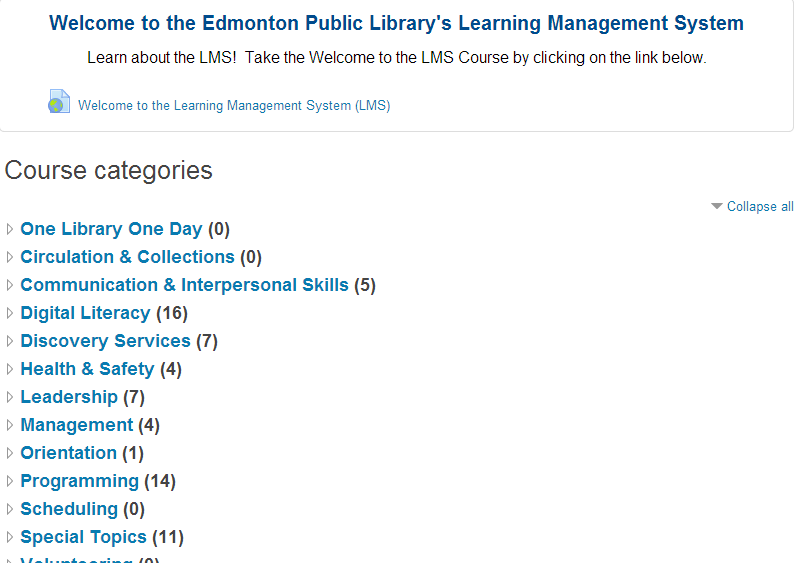 Welcome to the Edmonton Public Library's Learning Management System
Learn about the LMS! Take the Welcome to the LMS Course by clicking on the link below.
Welcome to the Learning Management System (LMS)
Course categories
Collapse all
One Library One Day (0)
Circulation & Collections (0)
Communication & Interpersonal Skills (5)
Digital Literacy (16)
Discovery Services (7)
Health & Safety (4)
Leadership (7)
Management (4)
Orientation (1)
Programming (14)
Scheduling (0)
Special Topics (11)
Volunteering